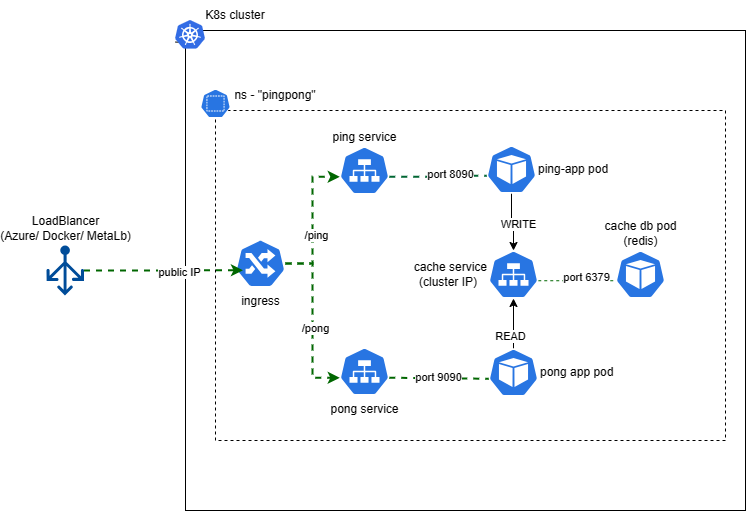 K8s cluster
ns - "pingpong"
ping service
port 8090
ping-app pod
LoadBlancer
(Azure/ Docker/ MetaLb)
/ping
WRITE
cache db pod
(redis)
public IP
cache service
(cluster IP)
port 6379
ingress
/pong
READ
port 9090
pong app pod
pong service